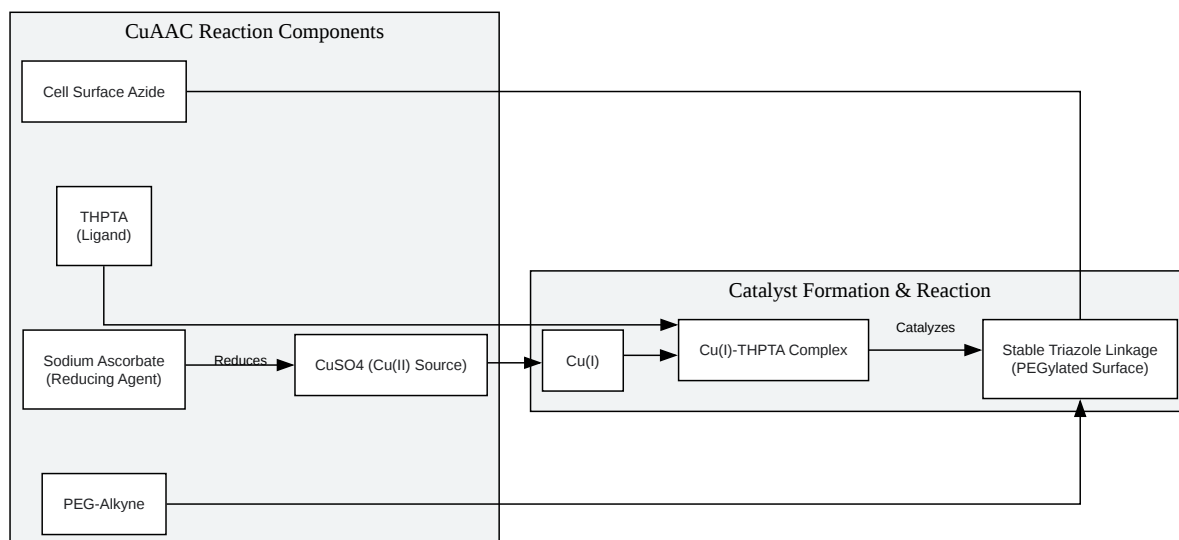 CuAAC Reaction Components
Cell Surface Azide
THPTA
(Ligand)
Sodium Ascorbate
(Reducing Agent)
Reduces
CuSO4 (Cu(II) Source)
PEG-Alkyne
Catalyst Formation & Reaction
Cu(I)
Cu(I)-THPTA Complex
Catalyzes
Stable Triazole Linkage
(PEGylated Surface)